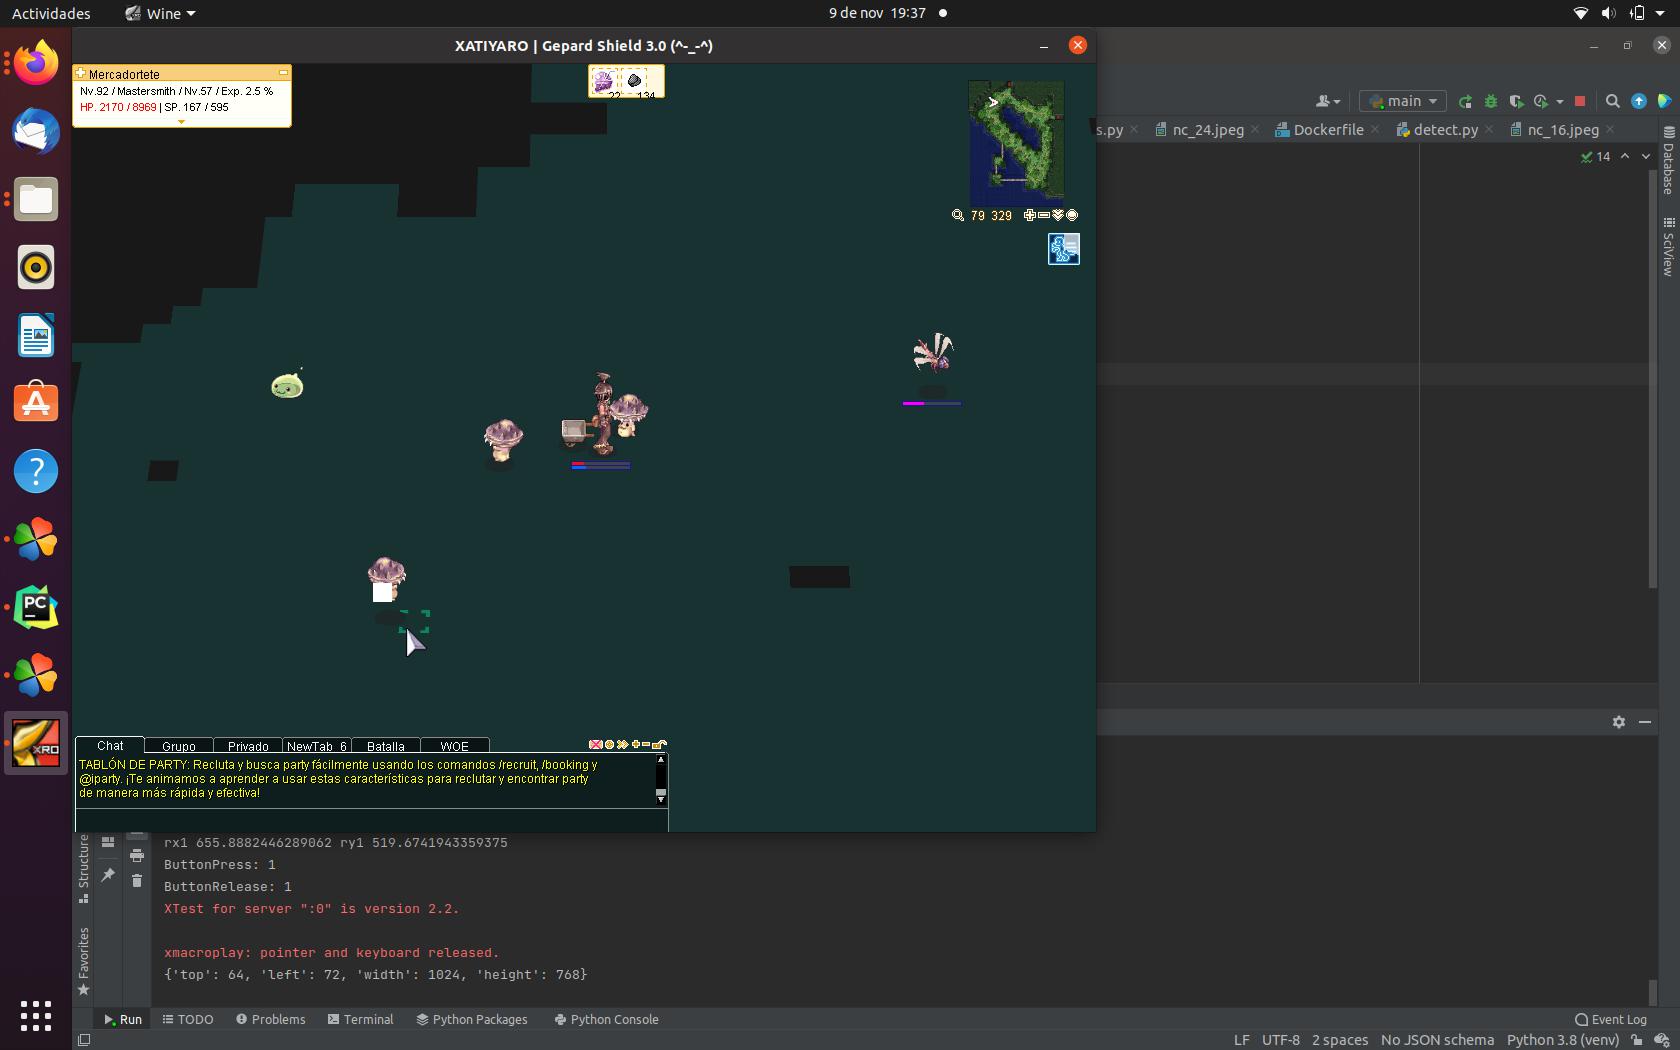 Actividades
Wine
9 de nov 19:37
XATIYARO | Gepard Shield 3.0 (^-_-^)
Mercadortete
Nv.92 / Mastersmith / Nv.57 / Exp. 2.5 %
HP. 2170 / 8969 | SP. 167 / 595
22
134
79 329
main
s.py
nc_24.jpeg
Dockerfile
detect.py
nc_16.jpeg
14
Database
SciView
Chat
Grupo
Privado
NewTab 6
Batalla
WOE
TABLÓN DE PARTY: Recluta y busca party fácilmente usando los comandos /recruit, /booking y
@iparty. ¡Te animamos a aprender a usar estas características para reclutar y encontrar party
de manera más rápida y efectiva!
PC
XRO
Structure
Favorites
rx1 655.8882446289062 ry1 519.6741943359375
ButtonPress: 1
ButtonRelease: 1
XTest for server ":0" is version 2.2.
xmacroplay: pointer and keyboard released.
{'top': 64, 'left': 72, 'width': 1024, 'height': 768}
Run
TODO
Problems
Terminal
Python Packages
Python Console
Event Log
LF
UTF-8
2 spaces
No JSON schema
Python 3.8 (venv)